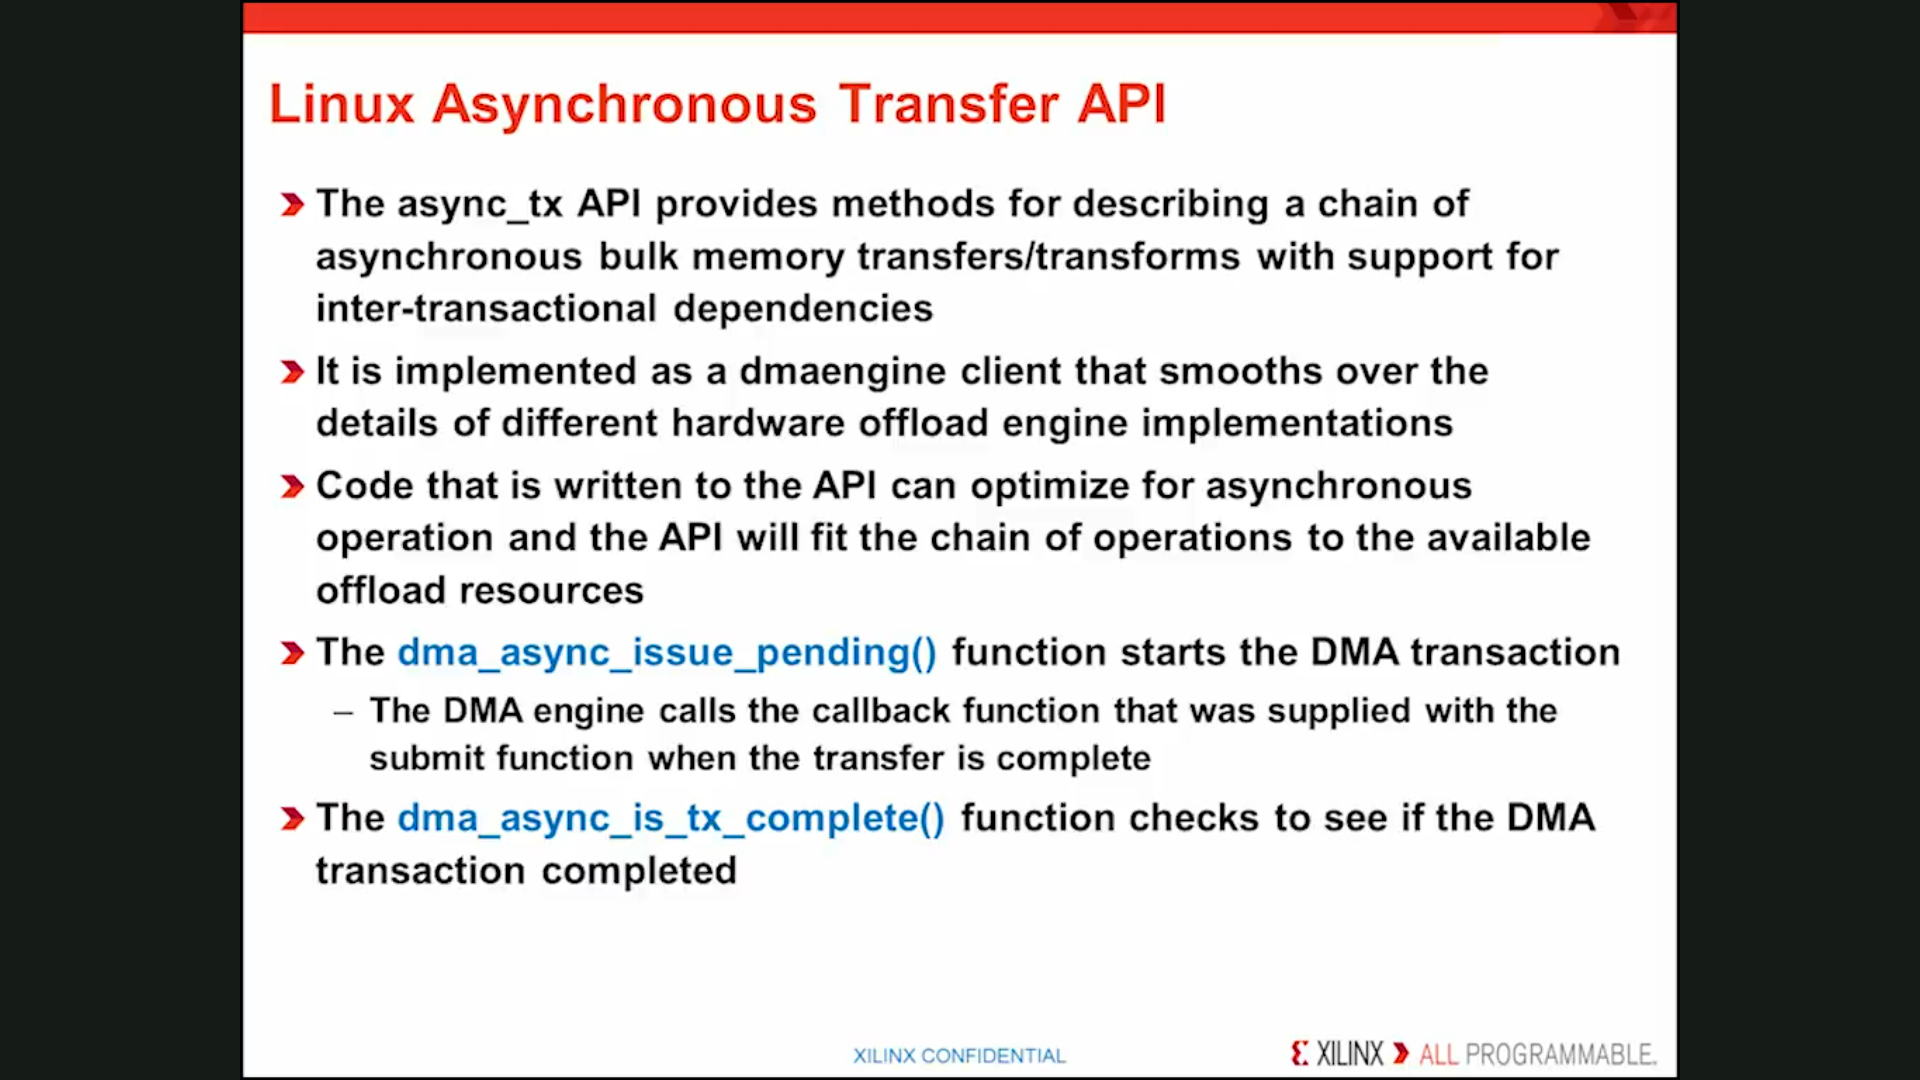 Linux Asynchronous Transfer API
The async_tx API provides methods for describing a chain of
asynchronous bulk memory transfers/transforms with support for
inter-transactional dependencies
It is implemented as a dmaengine client that smooths over the
details of different hardware offload engine implementations
Code that is written to the API can optimize for asynchronous
operation and the API will fit the chain of operations to the available
offload resources
The dma_async_issue_pending() function starts the DMA transaction
– The DMA engine calls the callback function that was supplied with the
submit function when the transfer is complete
The dma_async_is_tx_complete() function checks to see if the DMA
transaction completed
XILINX CONFIDENTIAL
XILINX ALL PROGRAMMABLE.